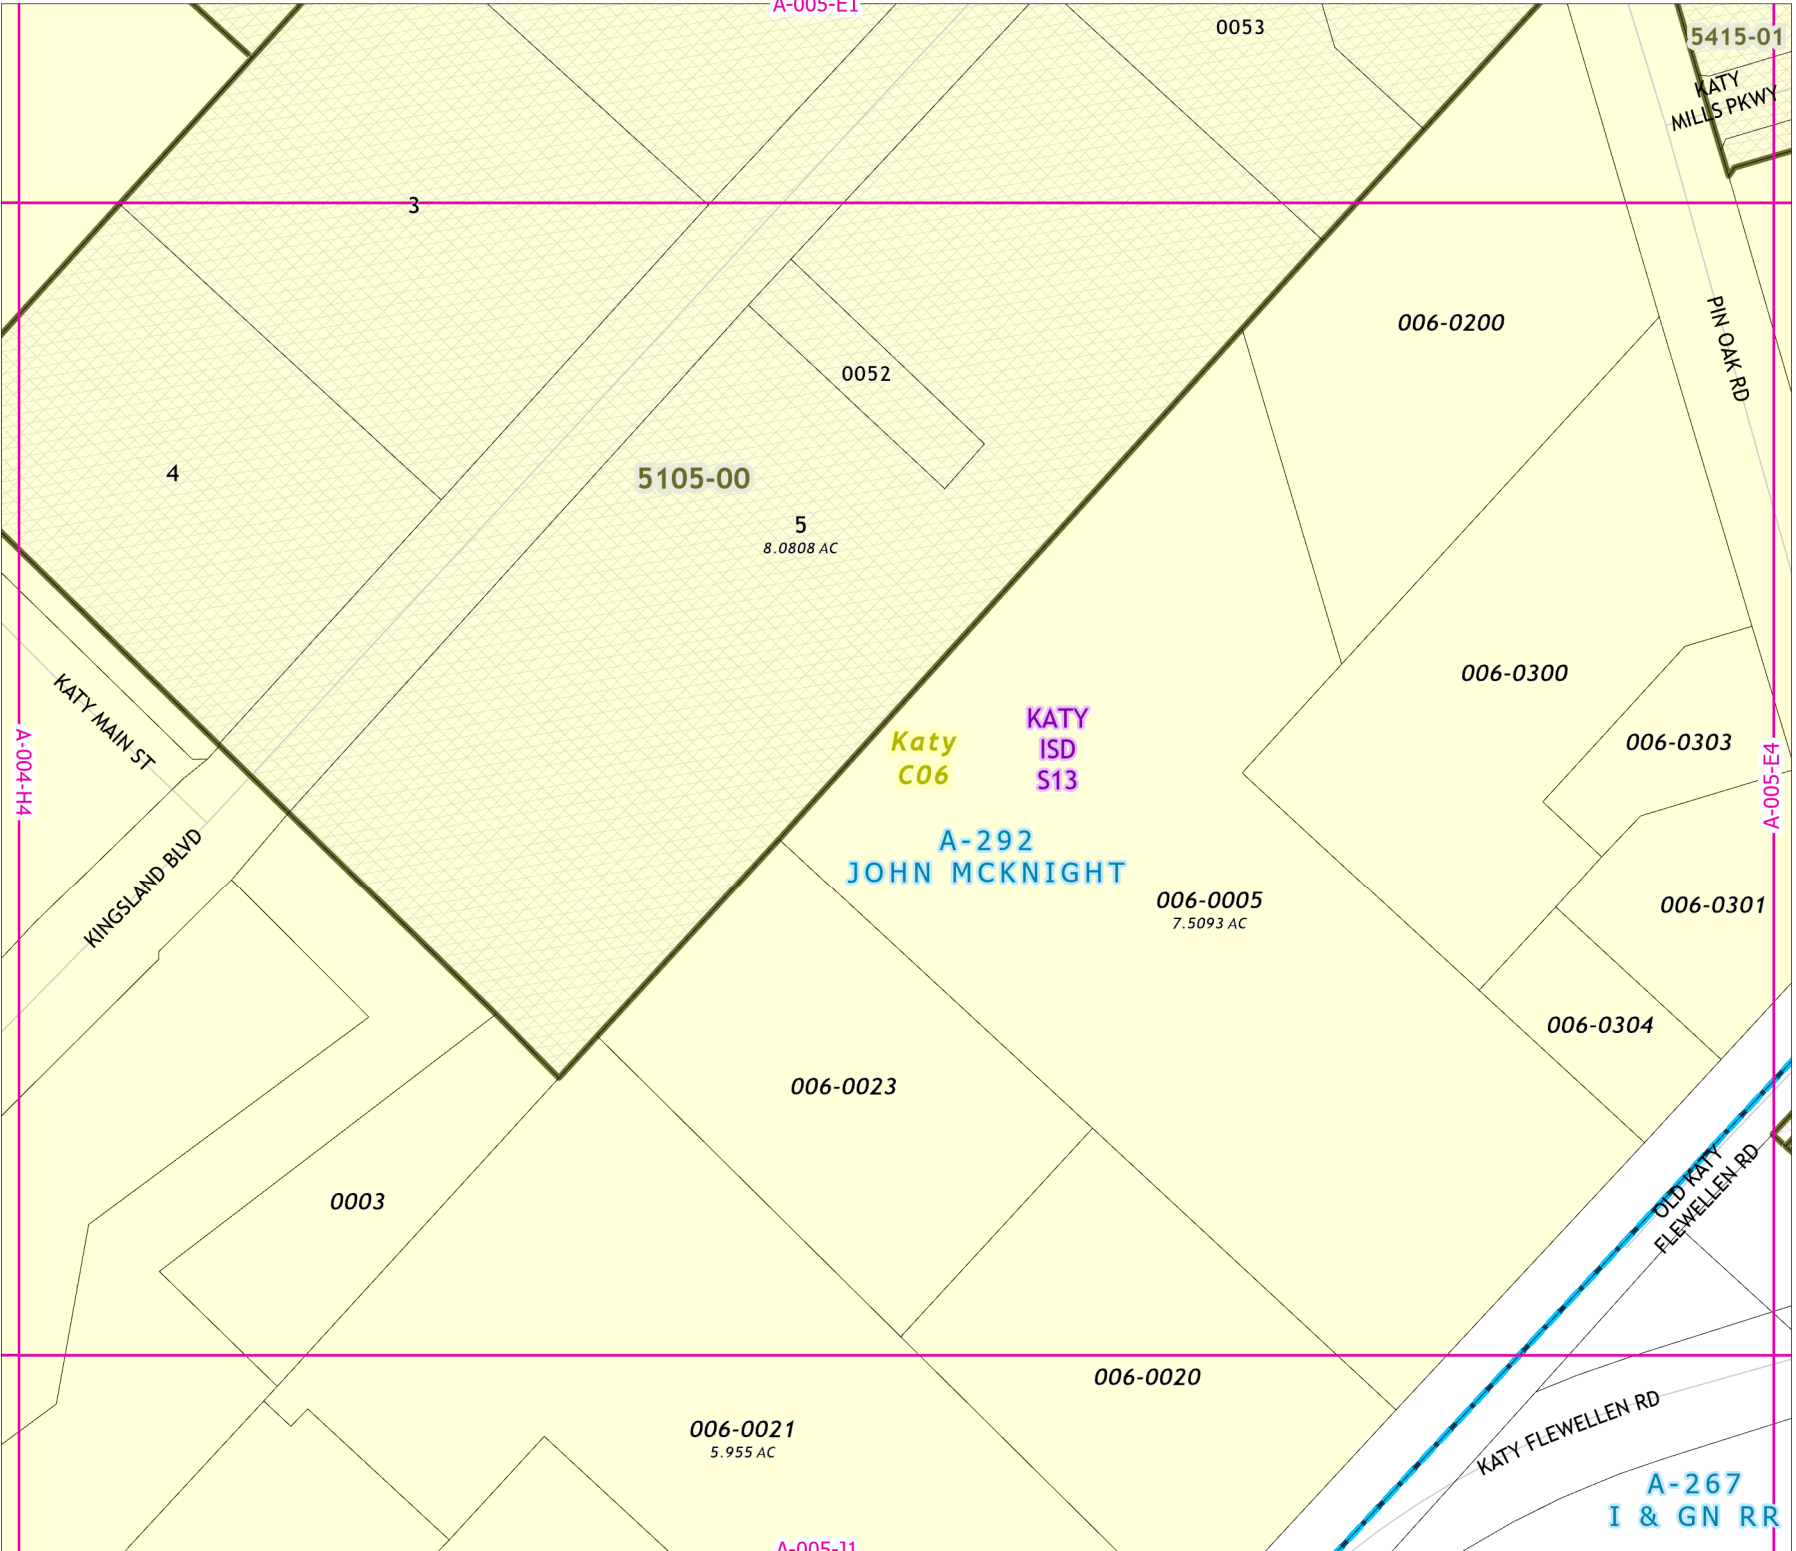 A-005-E1
0053
5415-01
KATY
MILLS PKWY
3
006-0200
PIN OAK RD
0052
4
5105-00
5
8.0808 AC
006-0300
KATY MAIN ST
Katy
C06
KATY
ISD
S13
006-0303
A-004-H4
A-005-E4
A-292
JOHN MCKNIGHT
KINGSLAND BLVD
006-0005
7.5093 AC
006-0301
006-0304
006-0023
OLD KATY
FLEWELLEN RD
0003
006-0020
006-0021
5.955 AC
KATY FLEWELLEN RD
A-267
I & GN RR
A-005-J1